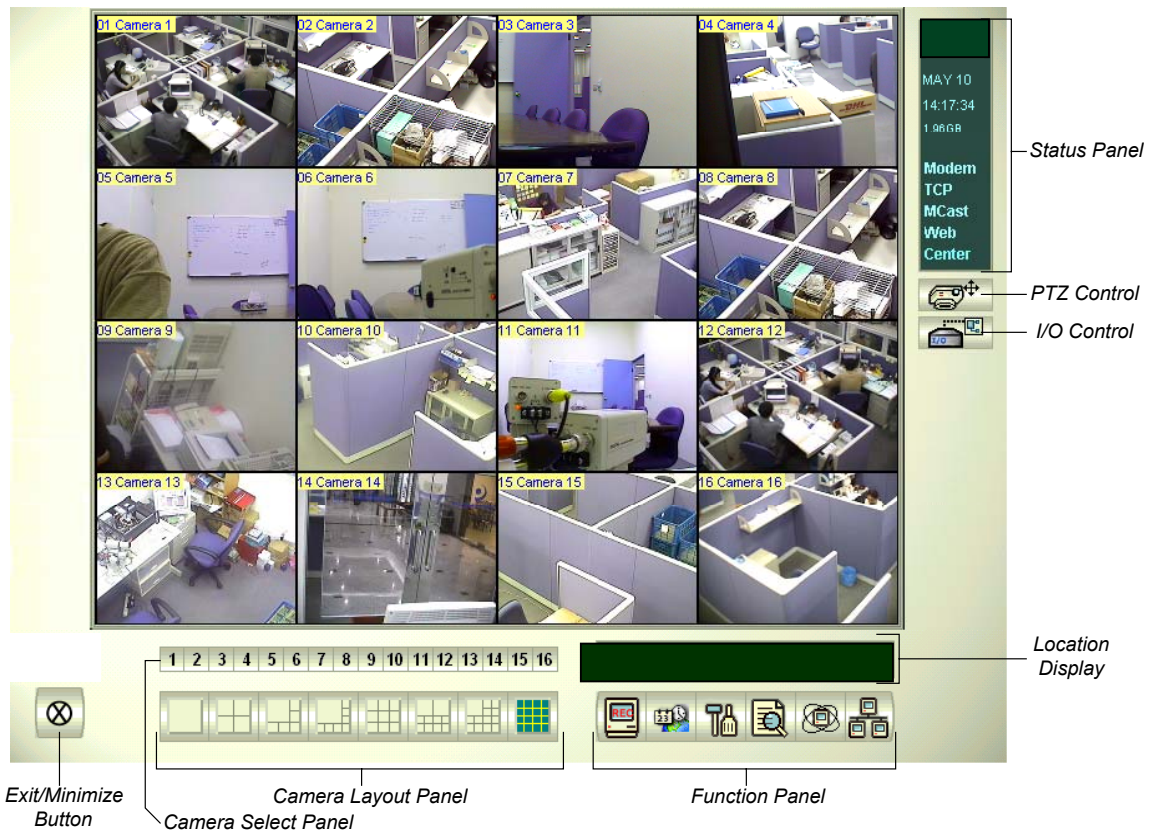 01 Camera 1
02 Camera 2
03 Camera 3
04 Camera 4
05 Camera 5
06 Camera 6
07 Camera 7
08 Camera 8
09 Camera 9
10 Camera 10
11 Camera 11
12 Camera 12
13 Camera 13
14 Camera 14
15 Camera 15
16 Camera 16
DHL
MAY 10
14:17:34
1.96GB
Modem
TCP
MCast
Web
Center
Status Panel
PTZ Control
I/O
I/O Control
1 2 3 4 5 6 7 8 9 10 11 12 13 14 15 16
Location
Display
REC
23
Exit/Minimize
Button
Camera Layout Panel
Camera Select Panel
Function Panel